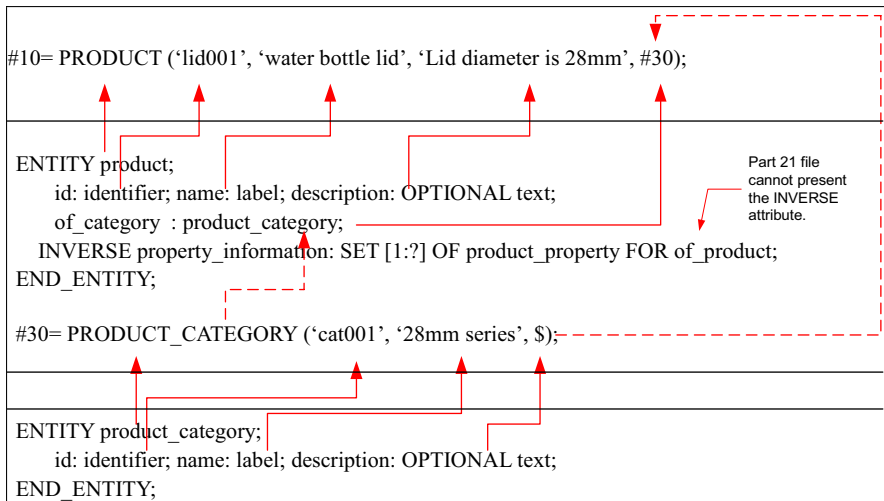 #10= PRODUCT (‘lid001’, ‘water bottle lid’, ‘Lid diameter is 28mm’, #30);
ENTITY product;
id: identifier; name: label; description: OPTIONAL text;
of_category : product_category;
INVERSE property_information: SET [1:?] OF product_property FOR of_product;
END_ENTITY;
Part 21 file
cannot present
the INVERSE
attribute.
#30= PRODUCT_CATEGORY (‘cat001’, ‘28mm series’, $);
ENTITY product_category;
id: identifier; name: label; description: OPTIONAL text;
END_ENTITY;